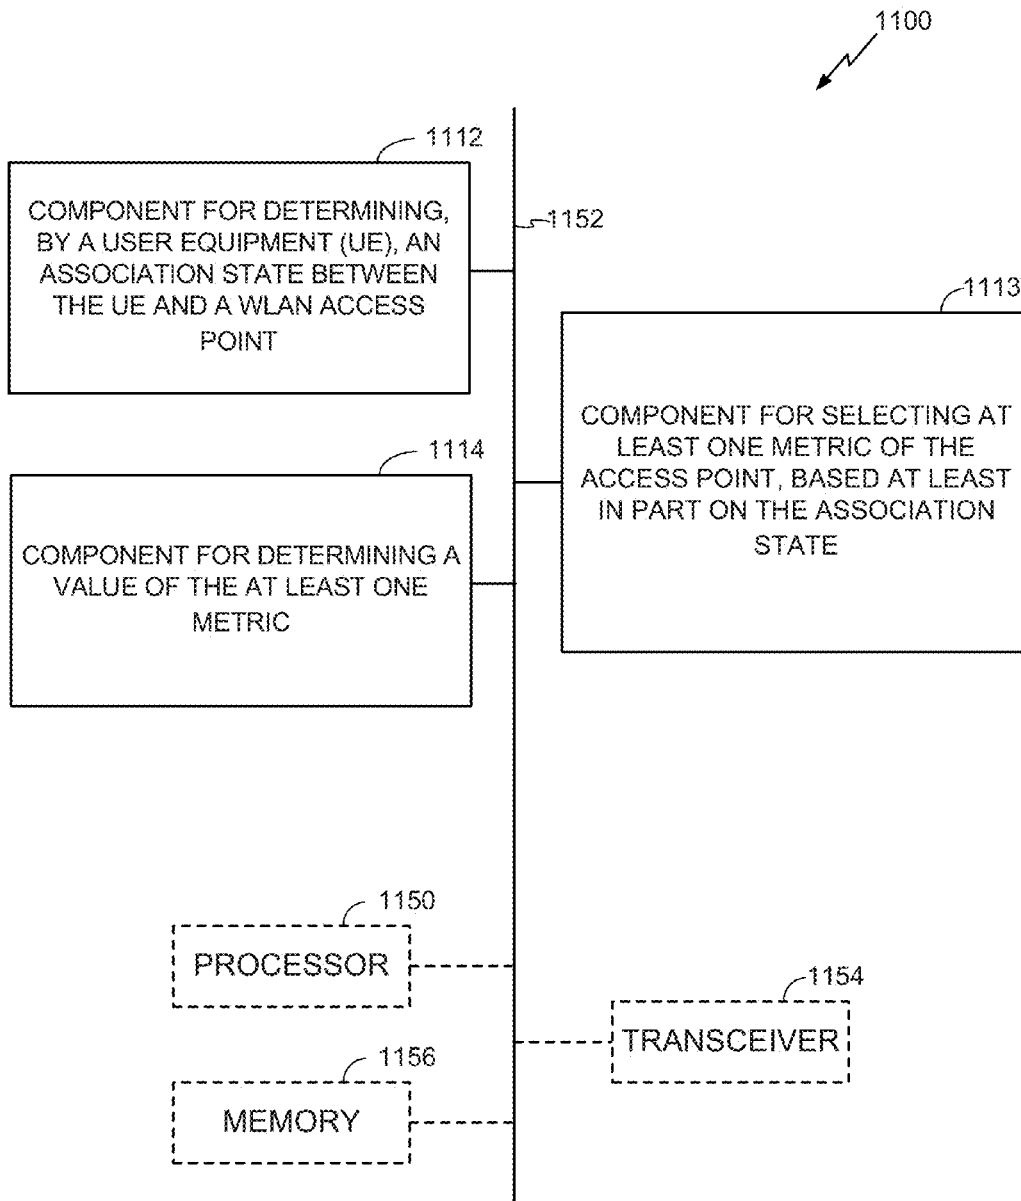 1100
1112
COMPONENT FOR DETERMINING,
BY A USER EQUIPMENT (UE), AN
ASSOCIATION STATE BETWEEN
THE UE AND A WLAN ACCESS
POINT
1152
1113
COMPONENT FOR SELECTING AT
LEAST ONE METRIC OF THE
ACCESS POINT, BASED AT LEAST
IN PART ON THE ASSOCIATION
STATE
1114
COMPONENT FOR DETERMINING A
VALUE OF THE AT LEAST ONE
METRIC
1150
PROCESSOR
1154
TRANSCEIVER
1156
MEMORY